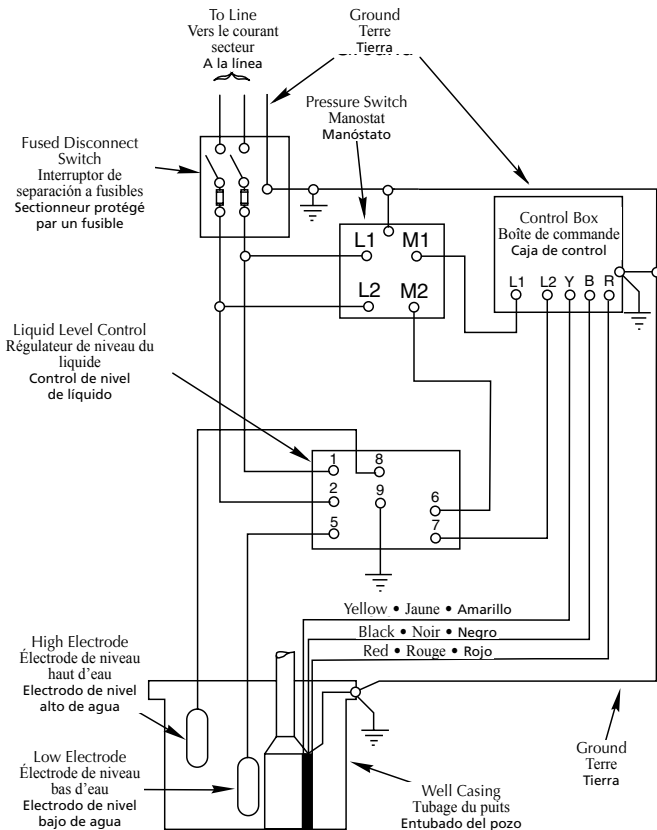 To Line
Vers le courant
secteur
A la línea
Ground
Terre
Tierra
Pressure Switch
Manostat
Manóstato
Fused Disconnect
Switch
Interruptor de
separación a fusibles
Sectionneur protégé
par un fusible
L1 M1
L2 M2
Control Box
Boîte de commande
Caja de control
L1 L2 Y B R
Liquid Level Control
Régulateur de niveau du
liquide
Control de nivel
de líquido
1
8
2
9
6
5
7
Yellow • Jaune • Amarillo
Black • Noir • Negro
Red • Rouge • Rojo
High Electrode
Électrode de niveau
haut d'eau
Electrodo de nivel
alto de agua
Low Electrode
Électrode de niveau
bas d'eau
Electrodo de nivel
bajo de agua
Ground
Terre
Tierra
Well Casing
Tubage du puits
Entubado del pozo